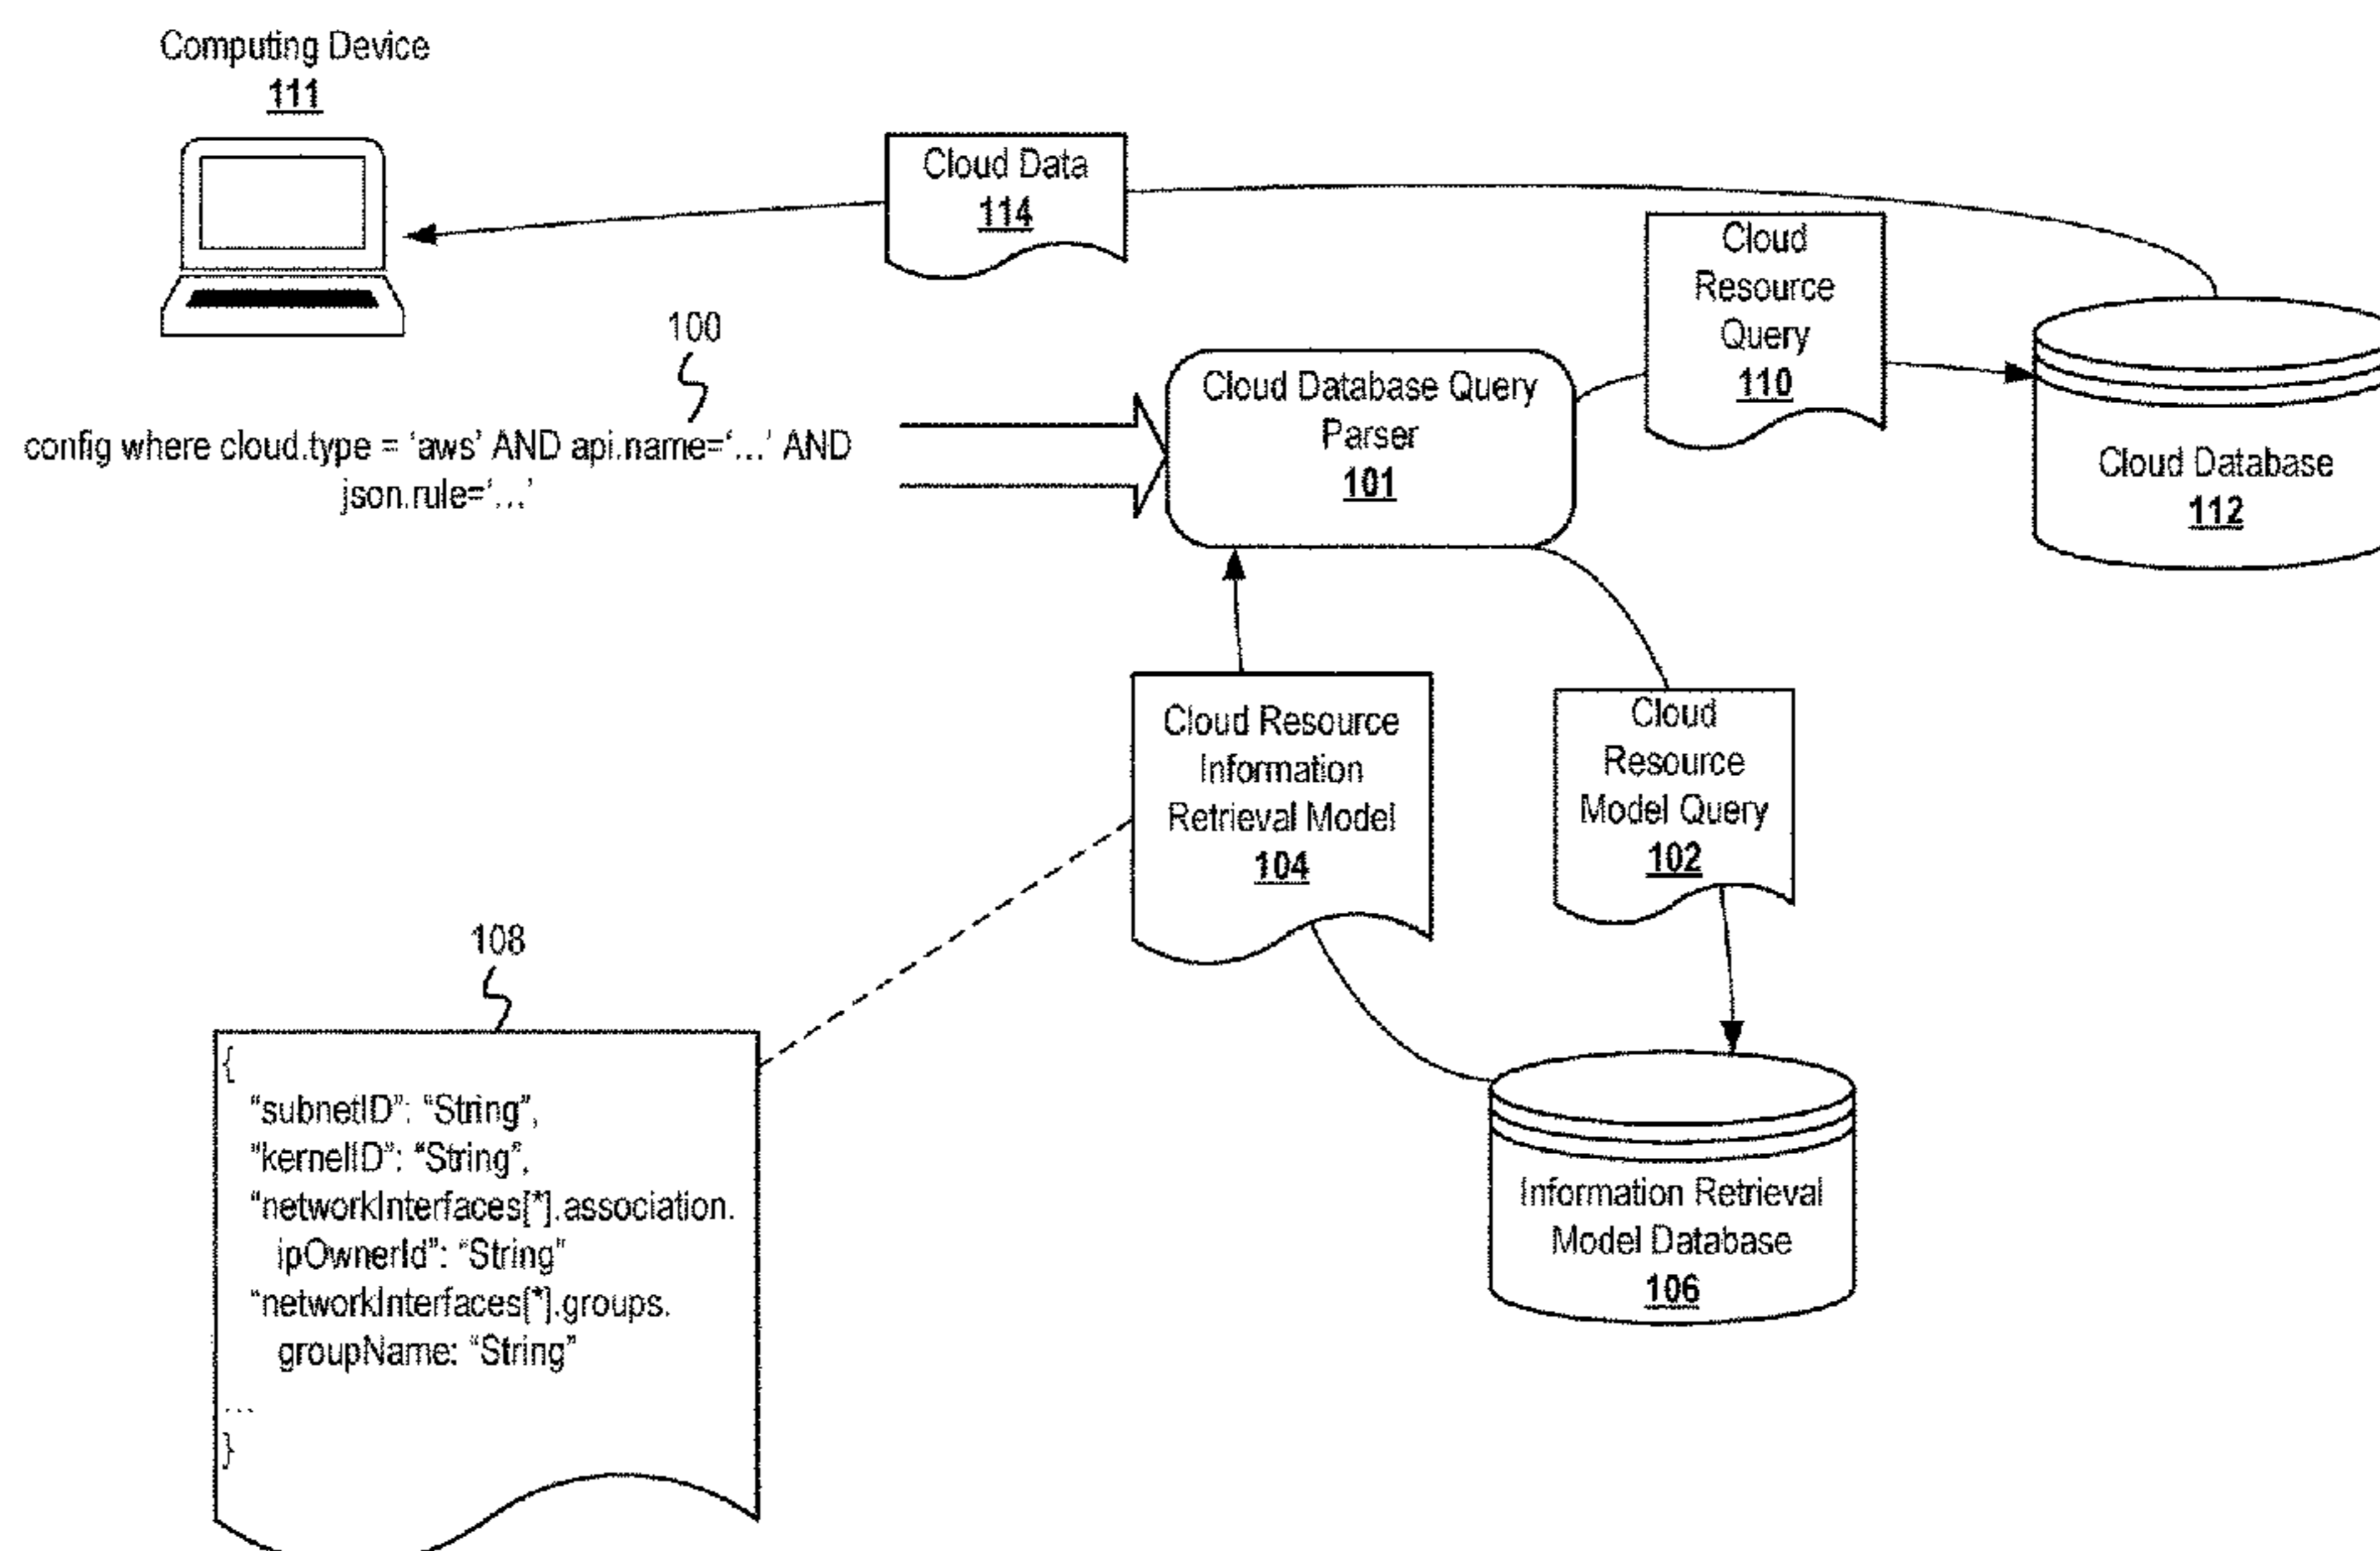 Computing Device
111
Cloud Data
114
Cloud
Resource
Query
110
100
config where cloud.type = ‘aws’ AND api.name=‘...’ AND
json.rule=‘...’
Cloud Database Query
Parser
101
Cloud Database
112
Cloud Resource
Information
Retrieval Model
104
Cloud
Resource
Model Query
102
108
{
“subnetID”: “String”,
“kernelID”: “String”,
“networkInterfaces[*].association.
ipOwnerId”: “String”
“networkInterfaces[*].groups.
groupName: “String”
...
}
Information Retrieval
Model Database
106